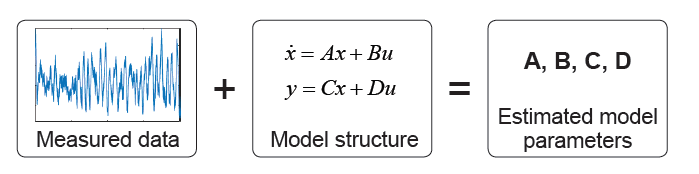 Measured data
+
ẋ = Ax + Bu
y = Cx + Du
Model structure
=
A, B, C, D
Estimated model
parameters